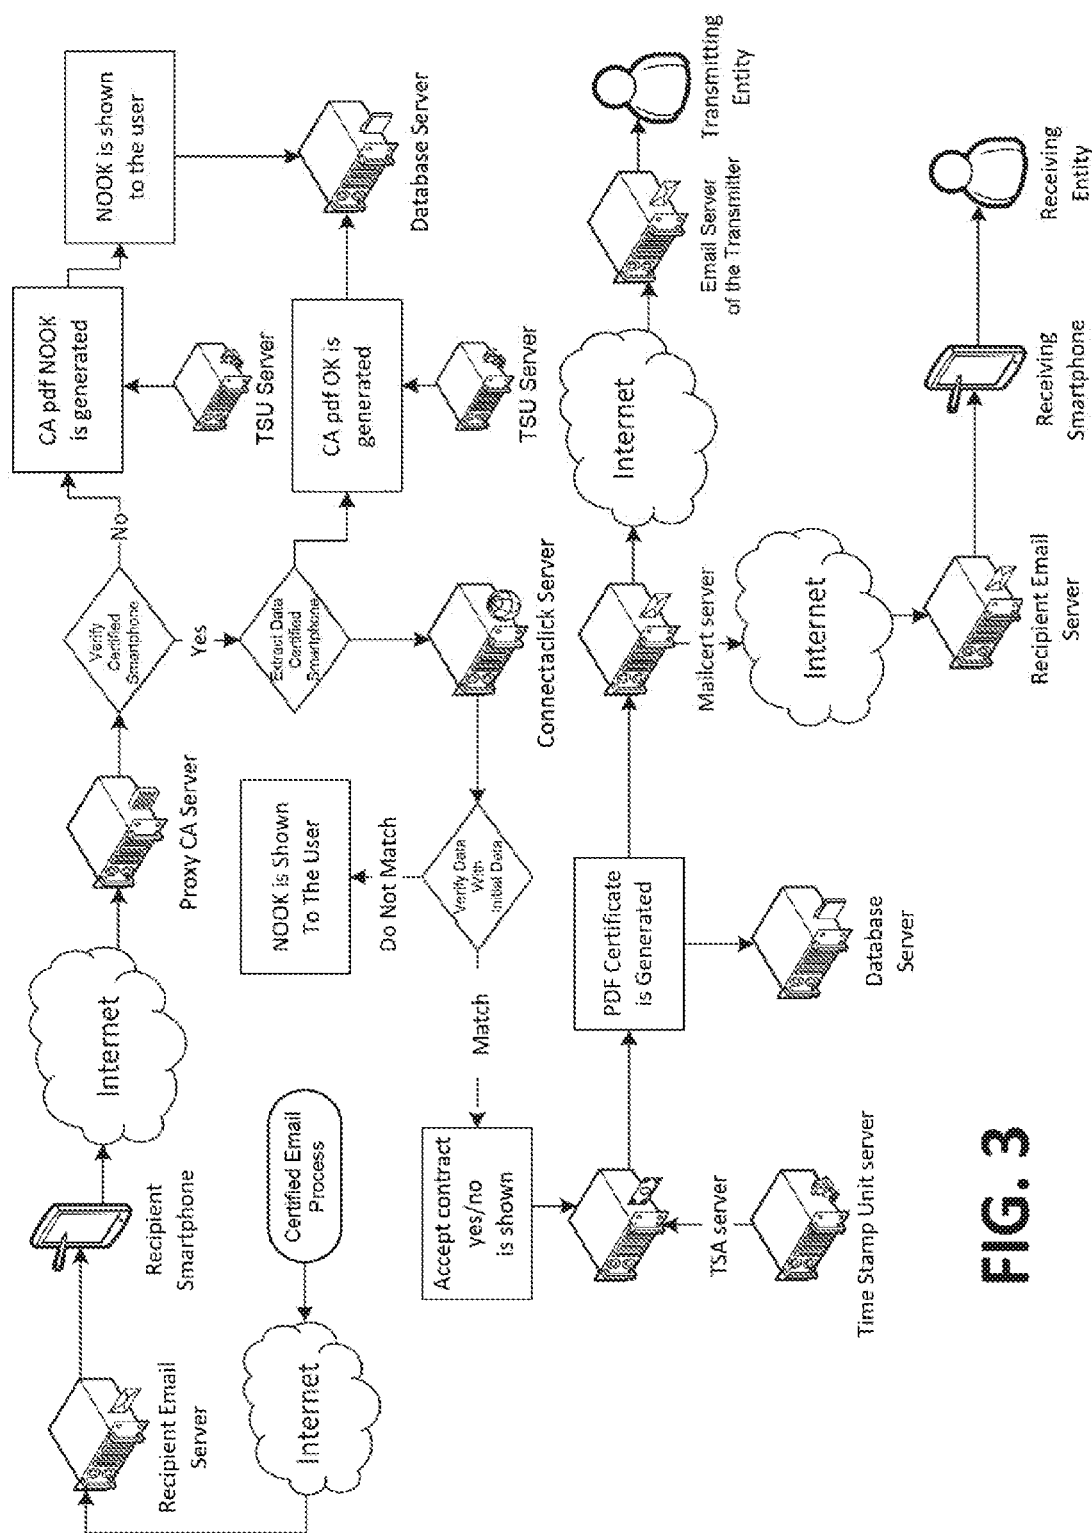 Recipient Email
Server
Recipient
Smartphone
Internet
Proxy CA Server
Verify
Certified
Smartphone
No
Yes
CA pdf NOOK
is generated
NOOK is shown
to the user
TSU Server
Internet
Certified Email
Process
NOOK is Shown
To The User
Extract Data
Certified
Smartphone
CA pdf OK is
generated
Database Server
TSU Server
Do Not Match
Connectaclick Server
Accept contract
yes/no
is shown
Match
Verify Data
With
Initial Data
TSA server
Time Stamp Unit server
PDF Certificate
is Generated
Database
Server
Mailcert server
Internet
Email Server
of the Transmitter
Transmitting
Entity
Internet
Recipient Email
Server
Receiving
Smartphone
Receiving
Entity
FIG. 3